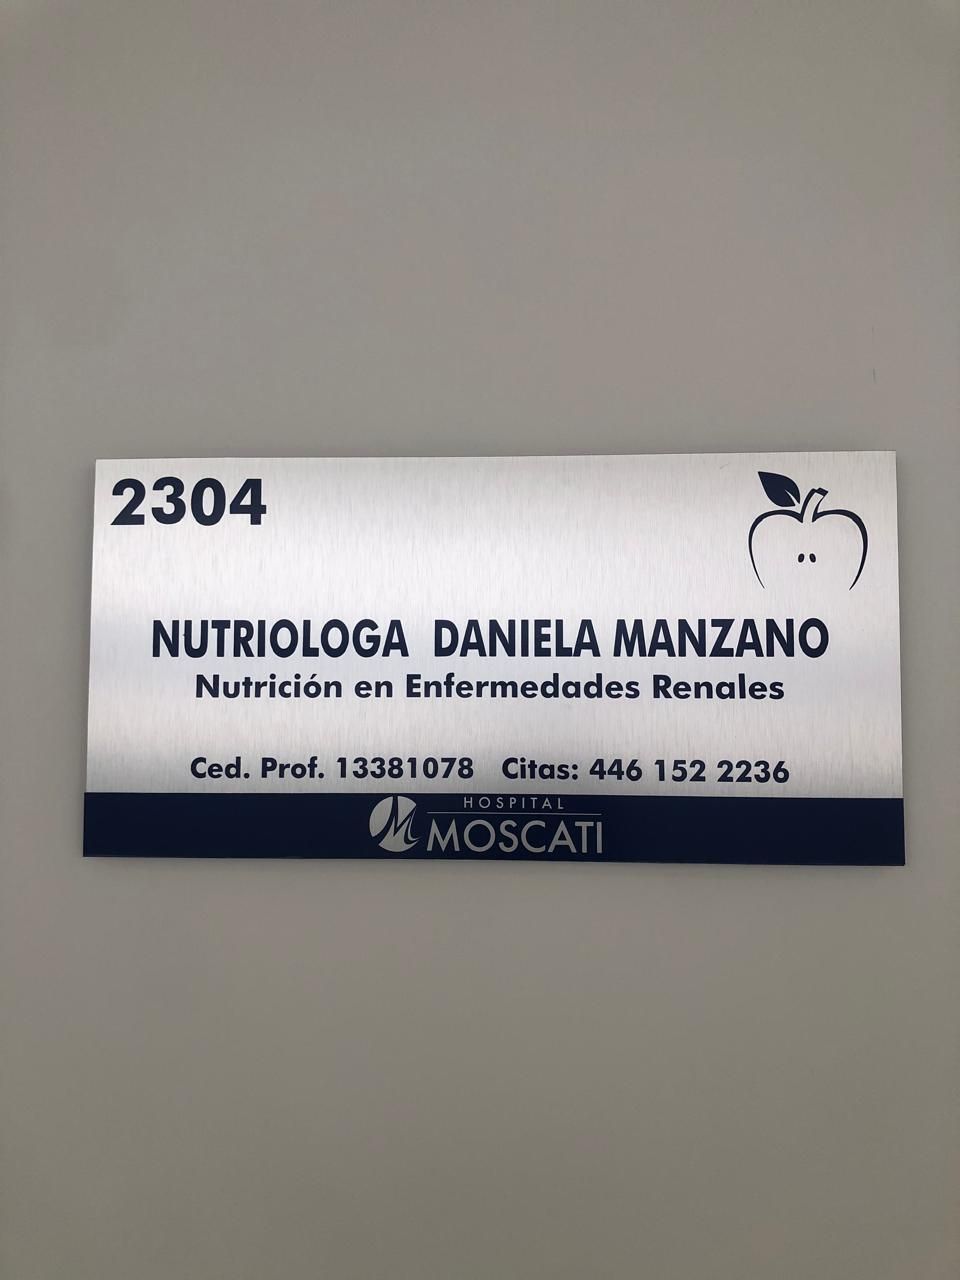 2304
NUTRIOLOGA DANIELA MANZANO
Nutrición en Enfermedades Renales
Ced. Prof. 13381078 Citas: 446 152 2236
HOSPITAL
MOSCATI